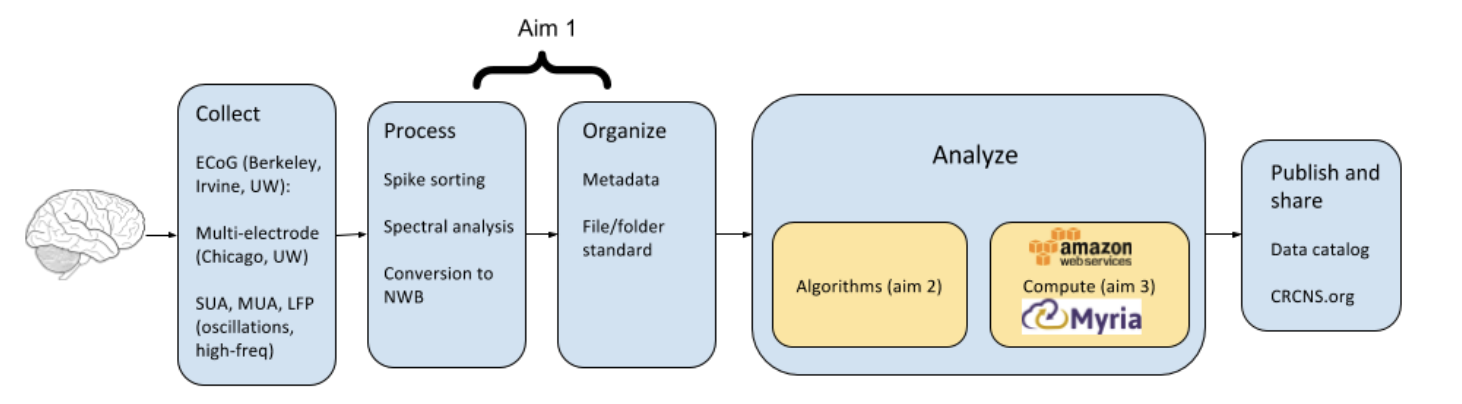 Aim 1
Collect
ECoG (Berkeley,
Irvine, UW):
Multi-electrode
(Chicago, UW)
SUA, MUA, LFP
(oscillations,
high-freq)
Process
Spike sorting
Spectral analysis
Conversion to
NWB
Organize
Metadata
File/folder
standard
Analyze
Algorithms (aim 2)
amazon
webservices
Compute (aim 3)
Myria
Publish and
share
Data catalog
CRCNS.org